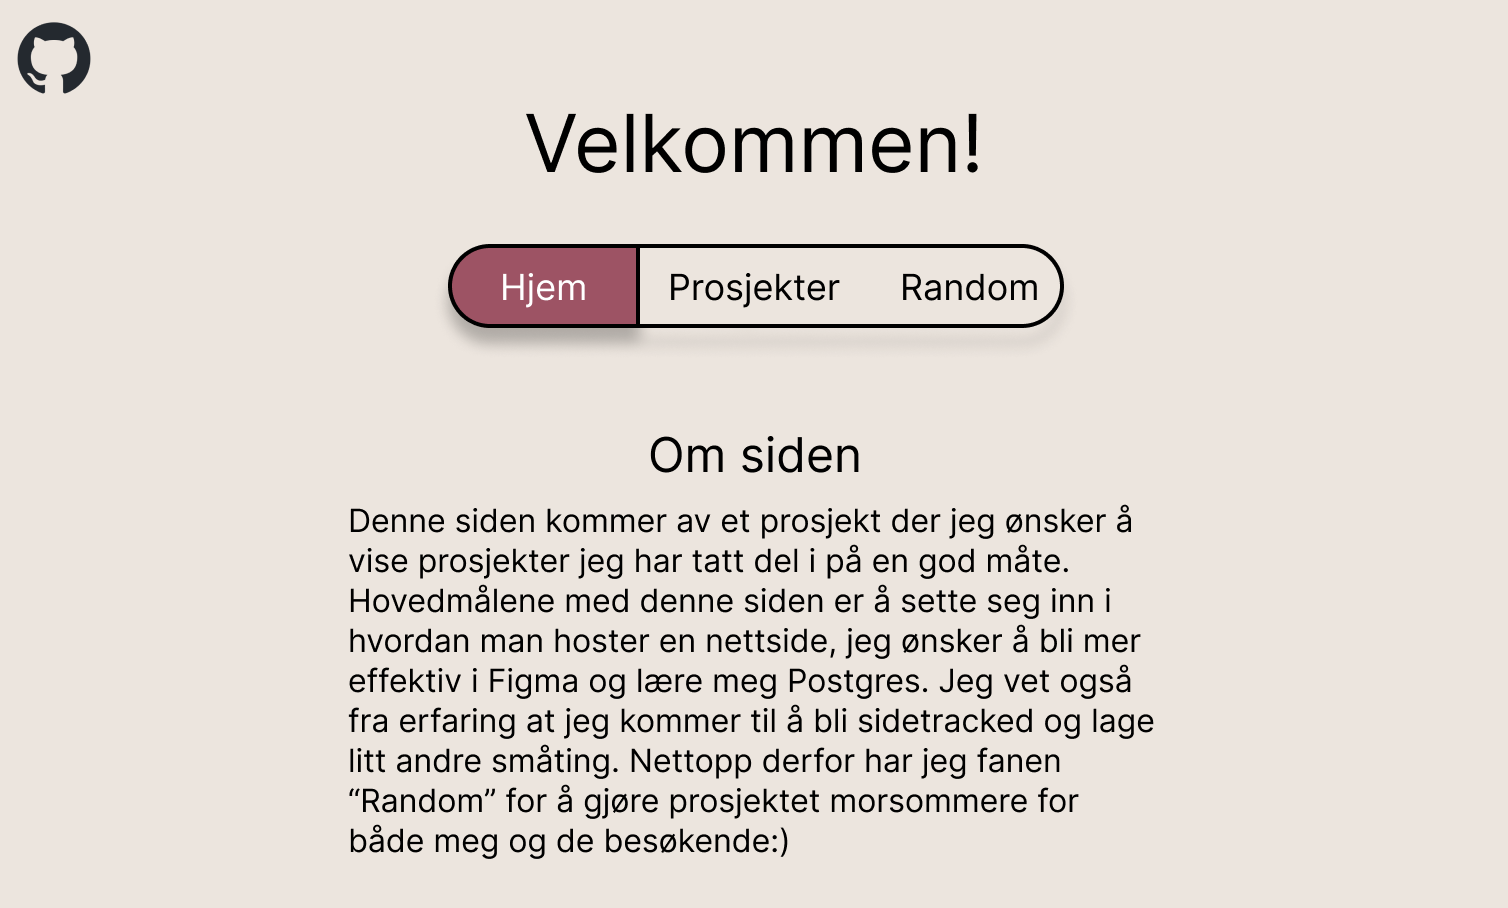 Velkommen!
Hjem Prosjekter Random
Om siden
Denne siden kommer av et prosjekt der jeg ønsker å
vise prosjekter jeg har tatt del i på en god måte.
Hovedmålene med denne siden er å sette seg inn i
hvordan man hoster en nettside, jeg ønsker å bli mer
effektiv i Figma og lære meg Postgres. Jeg vet også
fra erfaring at jeg kommer til å bli sidetracked og lage
litt andre småting. Nettopp derfor har jeg fanen
“Random” for å gjøre prosjektet morsommere for
både meg og de besøkende:)